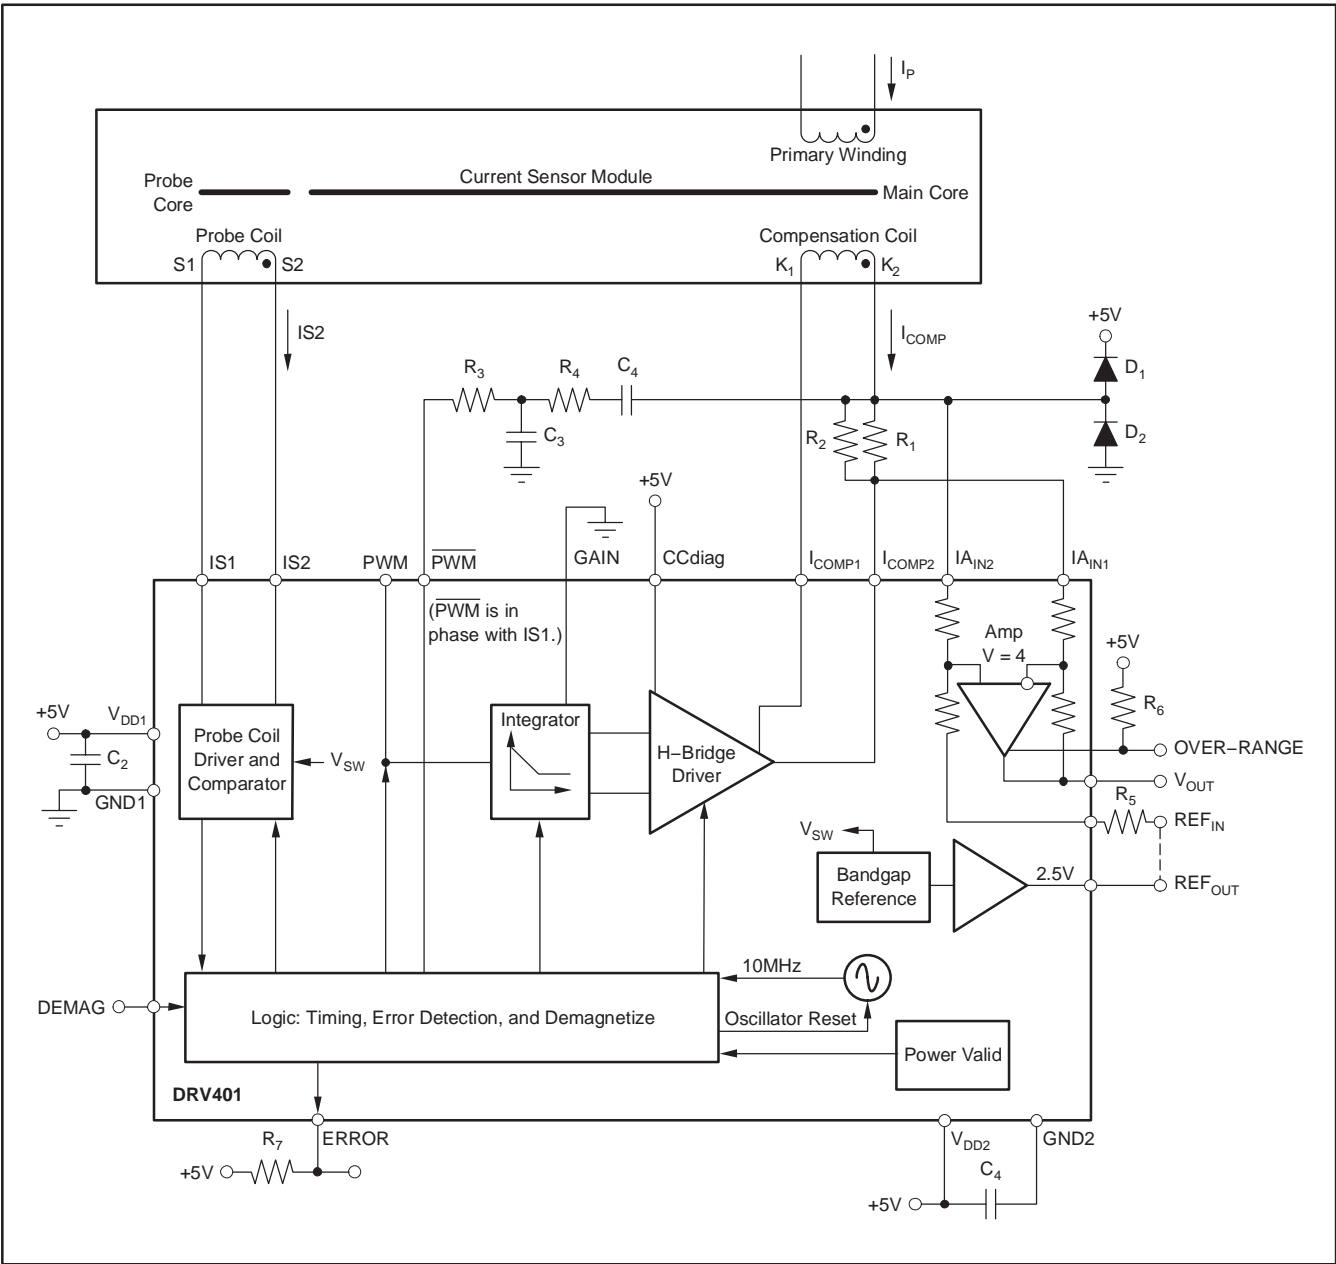 I_P
Primary Winding
Current Sensor Module
Probe
Core
Main Core
Probe Coil
Compensation Coil
S1
S2
K_1
K_2
IS2
I_COMP
+5V
D_1
R_3
R_4
C_4
C_3
R_2
R_1
D_2
+5V
IS1
IS2
PWM
P̅W̅M̅
GAIN
CCdiag
I_COMP1
I_COMP2
IA_IN2
IA_IN1
(P̅W̅M̅ is in
phase with IS1.)
Amp
V = 4
+5V
R_6
+5V
V_DD1
C_2
GND1
Probe Coil
Driver and
Comparator
V_SW
Integrator
H−Bridge
Driver
OVER−RANGE
V_OUT
R_5
REF_IN
V_SW
Bandgap
Reference
2.5V
REF_OUT
DEMAG
Logic: Timing, Error Detection, and Demagnetize
10MHz
Oscillator Reset
Power Valid
DRV401
R_7
ERROR
+5V
V_DD2
GND2
C_4
+5V